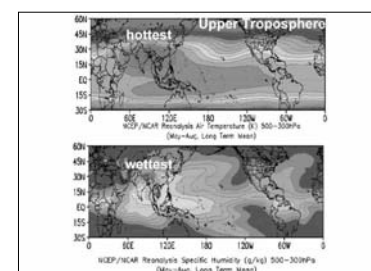 60N Upper Troposphere
45N hottest
30N
15N
EQ
15S
30S
0 60E 120E 180 120W 60W 0
NCEP/NCAR Reanalysis Air Temperature (K) 500-300hPa
(May-Aug, Long Term Mean)
60N
45N wettest
30N
15N
EQ
15S
30S
0 60E 120E 180 120W 60W 0
NCEP/NCAR Reanalysis Specific Humidity (g/kg) 500-300hPa
(May-Aug, Long Term Mean)